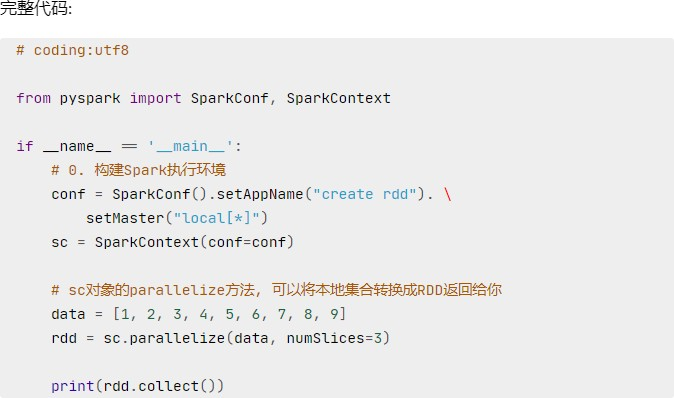 完整代码:
# coding:utf8
from pyspark import SparkConf, SparkContext
if __name__ == '__main__':
# 0. 构建Spark执行环境
conf = SparkConf().setAppName("create rdd"). \
setMaster("local[*]")
sc = SparkContext(conf=conf)
# sc对象的parallelize方法, 可以将本地集合转换成RDD返回给你
data = [1, 2, 3, 4, 5, 6, 7, 8, 9]
rdd = sc.parallelize(data, numSlices=3)
print(rdd.collect())